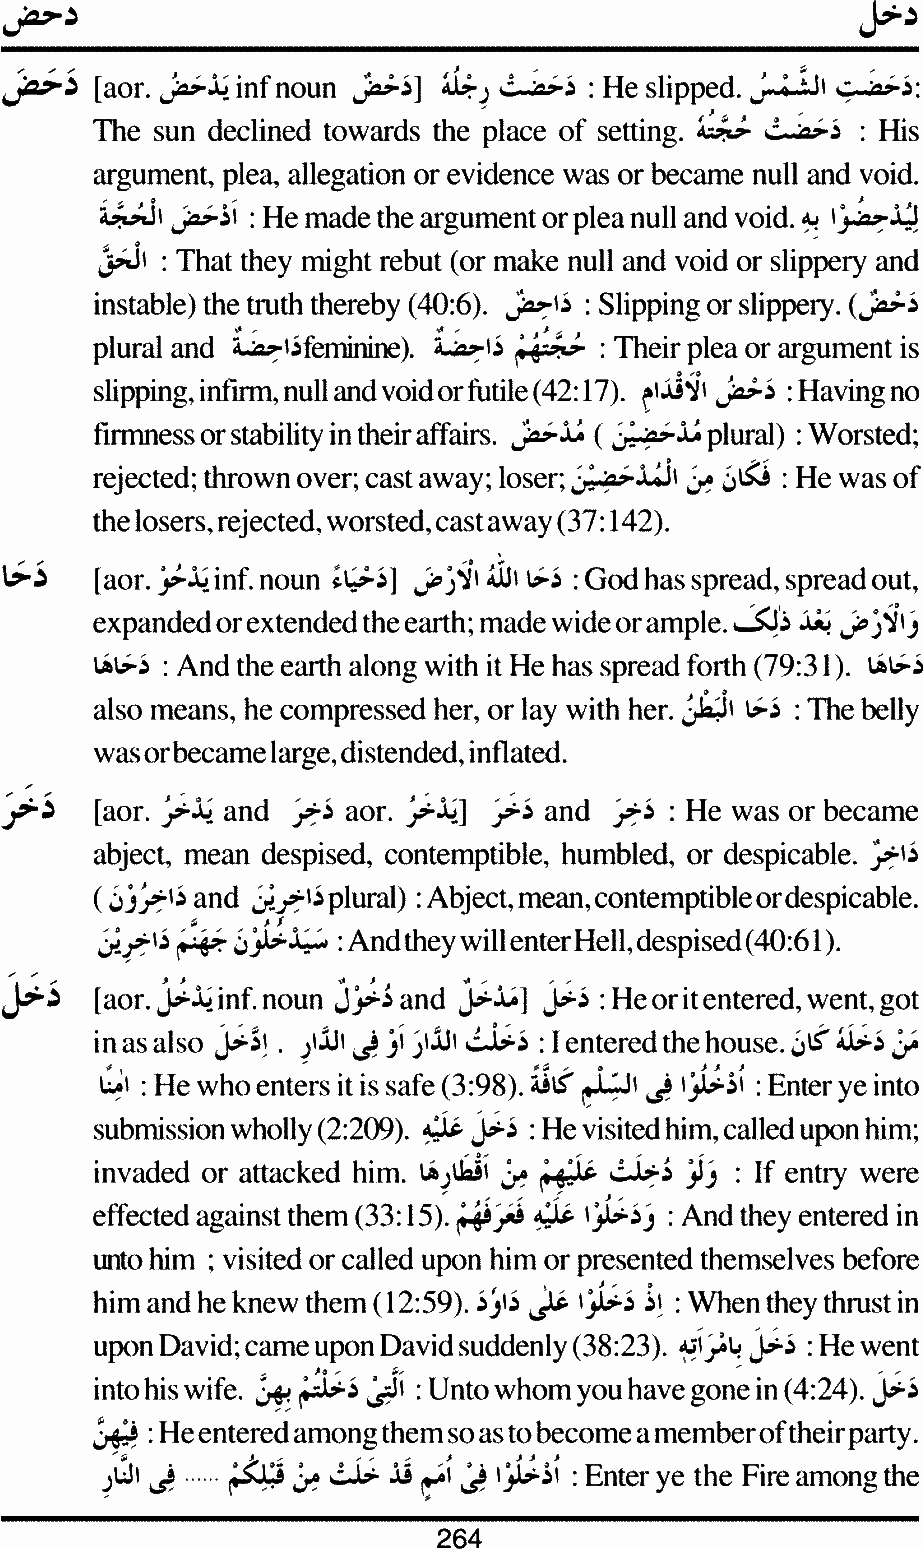 دحض دخل
دَحَضَ [aor. يَدْحَضُ inf noun دَحْضٌ] دَحَضَتْ رِجْلُهُ : He slipped. دَحَضَتِ الشَّمْسُ:
The sun declined towards the place of setting. دَحَضَتْ حُجَّتُهٗ : His
argument, plea, allegation or evidence was or became null and void.
اَدْحَضَ الْحُجَّةَ : He made the argument or plea null and void. لِيُدْحِضُوْا بِهِ
الْحَقَّ : That they might rebut (or make null and void or slippery and
instable) the truth thereby (40:6). دَاحِضٌ : Slipping or slippery. (دَحْضٌ
plural and دَاحِضَةٌ feminine). حُجَّتُهُمْ دَاحِضَةٌ : Their plea or argument is
slipping, infirm, null and void or futile (42:17). دَحْضُ الْاَقْدَامِ : Having no
firmness or stability in their affairs. مُدْحَضٌ ( مُدْحَضِيْنَ plural) : Worsted;
rejected; thrown over; cast away; loser; فَكَانَ مِنَ الْمُدْحَضِيْنَ : He was of
the losers, rejected, worsted, cast away (37:142).
دَحَا [aor. يَدْحُوْ inf. noun دَحْيَاءٌ] دَحَا اللّٰهُ الْاَرْضَ : God has spread, spread out,
expanded or extended the earth; made wide or ample. وَالْاَرْضَ بَعْدَ ذٰلِكَ
دَحَاهَا : And the earth along with it He has spread forth (79:31). دَحَاهَا
also means, he compressed her, or lay with her. دَحَا الْبَطْنُ : The belly
was or became large, distended, inflated.
دَخَرَ [aor. يَدْخَرُ and دَخِرَ aor. يَدْخَرُ] دَخَرَ and دَخِرَ : He was or became
abject, mean despised, contemptible, humbled, or despicable. دَاخِرٌ
( دَاخِرُوْنَ and دَاخِرِيْنَ plural) : Abject, mean, contemptible or despicable.
سَيَدْخُلُوْنَ جَهَنَّمَ دَاخِرِيْنَ : And they will enter Hell, despised (40:61).
دَخَلَ [aor. يَدْخُلُ inf. noun دُخُوْلٌ and مَدْخَلٌ] دَخَلَ : He or it entered, went, got
in as also اِدَّخَلَ . دَخَلْتُ الدَّارَ اَوْ فِى الدَّارِ : I entered the house. مَنْ دَخَلَهٗ كَانَ
اٰمِنًا : He who enters it is safe (3:98). اُدْخُلُوْا فِى السِّلْمِ كَافَّةً : Enter ye into
submission wholly (2:209). دَخَلَ عَلَيْهِ : He visited him, called upon him;
invaded or attacked him. وَلَوْ دُخِلَتْ عَلَيْهِمْ مِنْ اَقْطَارِهَا : If entry were
effected against them (33:15). وَدَخَلُوْا عَلَيْهِ فَعَرَفَهُمْ : And they entered in
unto him ; visited or called upon him or presented themselves before
him and he knew them (12:59). اِذْ دَخَلُوْا عَلٰى دَاوٗدَ : When they thrust in
upon David; came upon David suddenly (38:23). دَخَلَ بِامْرَاَتِهٖ : He went
into his wife. الّٰتِىْ دَخَلْتُمْ بِهِنَّ : Unto whom you have gone in (4:24). دَخَلَ
فِيْهِنَّ : He entered among them so as to become a member of their party.
اُدْخُلُوْا فِىْ اُمَمٍ قَدْ خَلَتْ مِنْ قَبْلِكُمْ ...... فِى النَّارِ : Enter ye the Fire among the
264